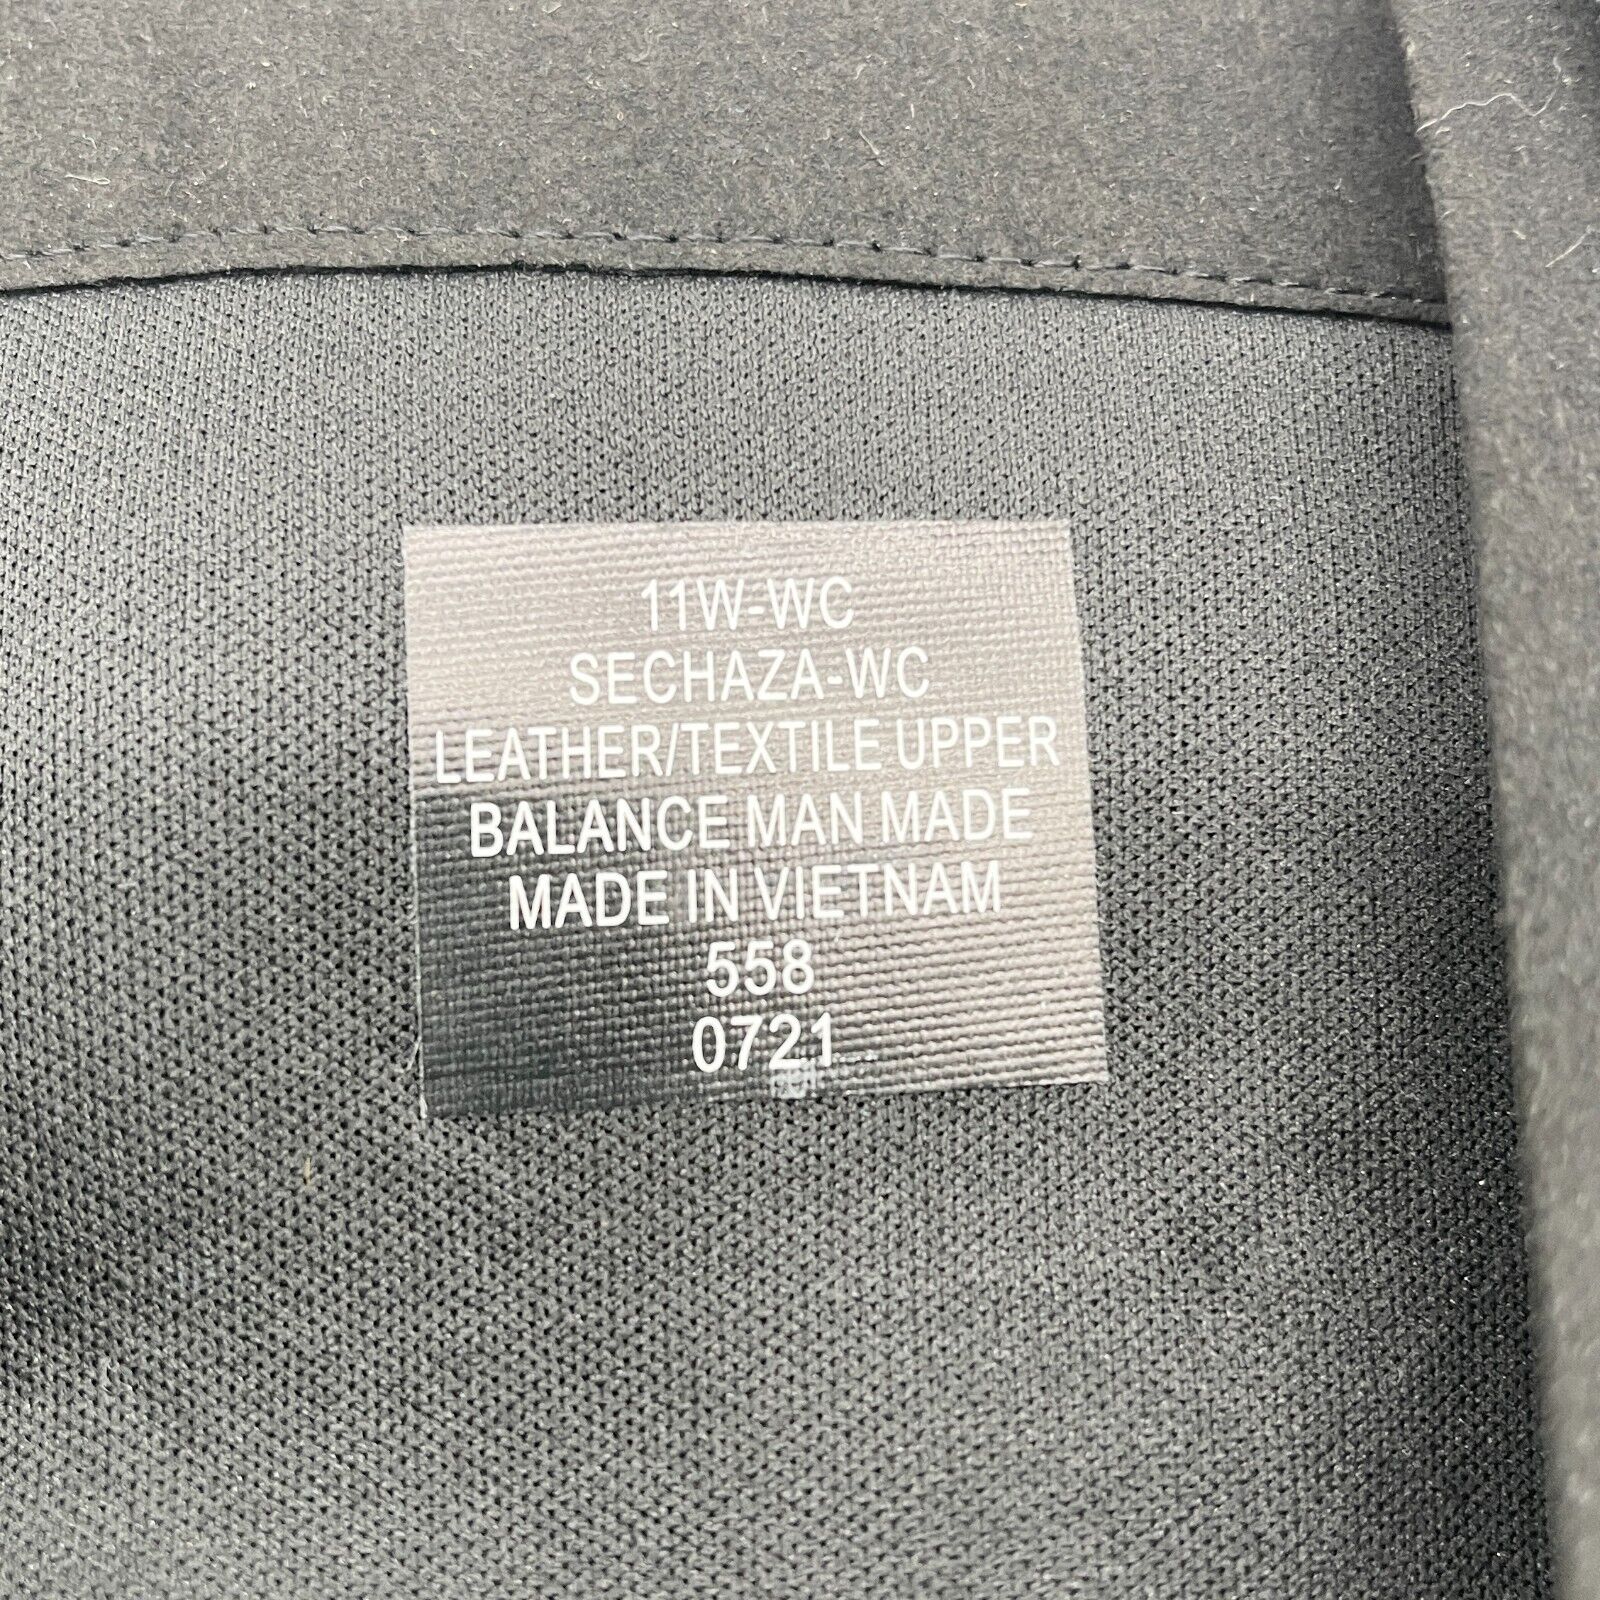 11W-WC
SECHAZA-WC
LEATHER/TEXTILE UPPER
BALANCE MAN MADE
MADE IN VIETNAM
558
0721